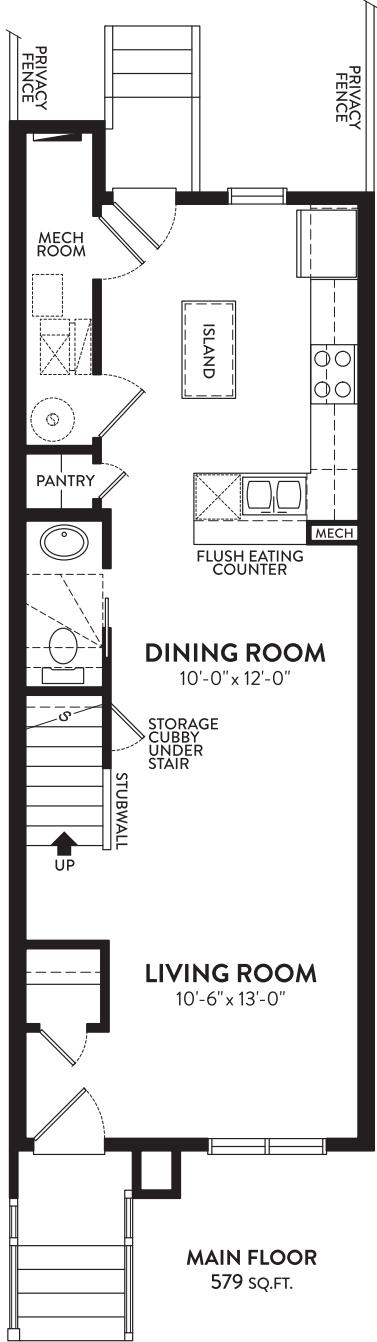 PRIVACY
FENCE
PRIVACY
FENCE
MECH
ROOM
ISLAND
PANTRY
MECH
FLUSH EATING
COUNTER
DINING ROOM
10'-0" x 12'-0"
S
STORAGE
CUBBY
UNDER
STAIR
STUBWALL
UP
LIVING ROOM
10'-6" x 13'-0"
MAIN FLOOR
579 SQ.FT.